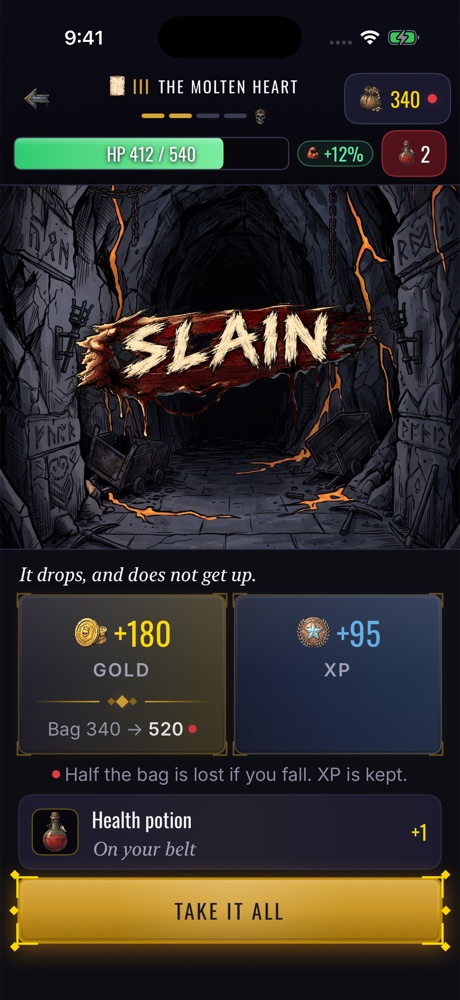 9:41
III THE MOLTEN HEART
340
HP 412 / 540
+12%
2
SLAIN
It drops, and does not get up.
+180
GOLD
Bag 340 → 520
+95
XP
Half the bag is lost if you fall. XP is kept.
Health potion
On your belt
+1
TAKE IT ALL